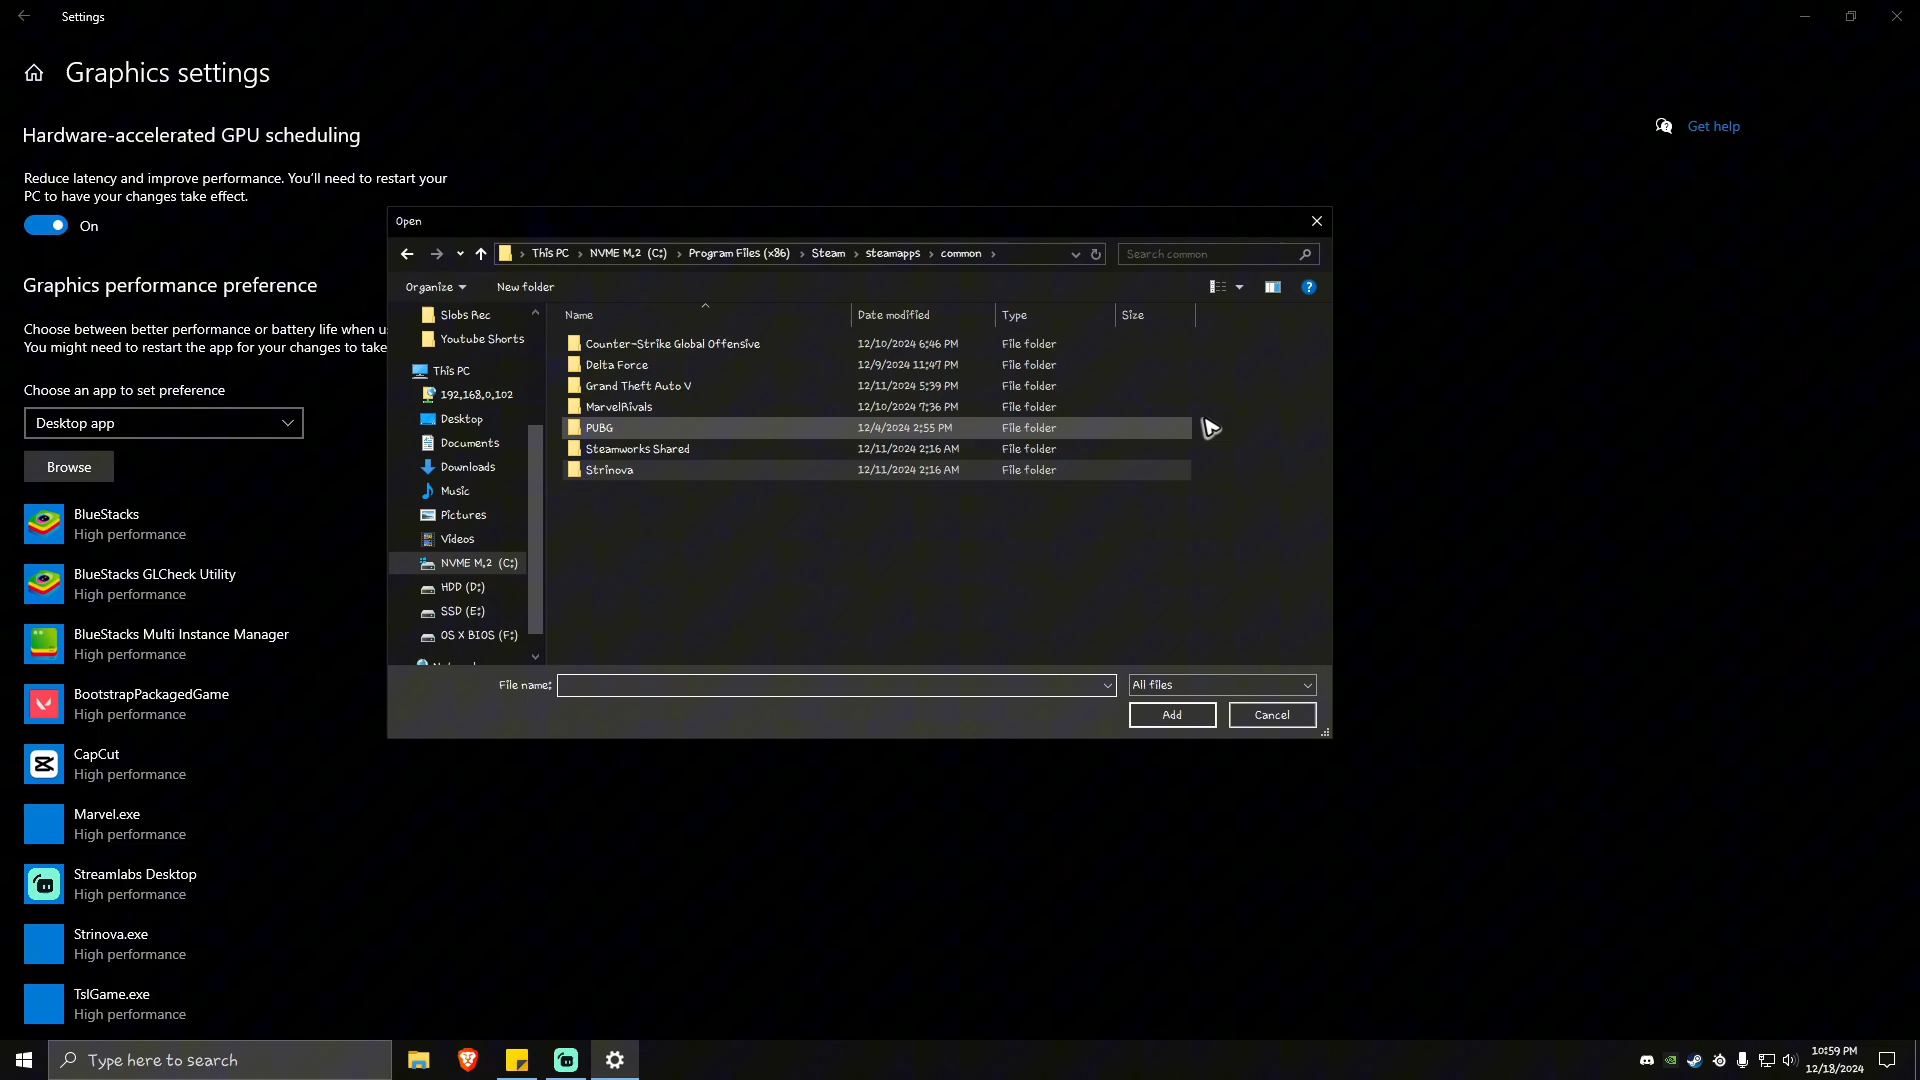 Settings
Graphics settings
Get help
Hardware-accelerated GPU scheduling
Reduce latency and improve performance. You'll need to restart your
PC to have your changes take effect.
On
Graphics performance preference
Choose between better performance or battery life when u
You might need to restart the app for your changes to take
Choose an app to set preference
Desktop app
Browse
BlueStacks
High performance
BlueStacks GLCheck Utility
High performance
BlueStacks Multi Instance Manager
High performance
BootstrapPackagedGame
High performance
CapCut
High performance
Marvel.exe
High performance
Streamlabs Desktop
High performance
Strinova.exe
High performance
TslGame.exe
High performance
Open
This PC > NVME M.2 (C:) > Program Files (x86) > Steam > steamapps > common >
Search common
Organize New folder
Slobs Rec
Youtube Shorts
This PC
192.168.0.102
Desktop
Documents
Downloads
Music
Pictures
Videos
NVME M.2 (C:)
HDD (D:)
SSD (E:)
OS X BIOS (F:)
Name Date modified Type Size
Counter-Strike Global Offensive 12/10/2024 6:46 PM File folder
Delta Force 12/9/2024 11:47 PM File folder
Grand Theft Auto V 12/11/2024 5:39 PM File folder
MarvelRivals 12/10/2024 7:36 PM File folder
PUBG 12/4/2024 2:55 PM File folder
Steamworks Shared 12/11/2024 2:16 AM File folder
Strinova 12/11/2024 2:16 AM File folder
File name: All files
Add Cancel
Type here to search
10:59 PM
12/18/2024